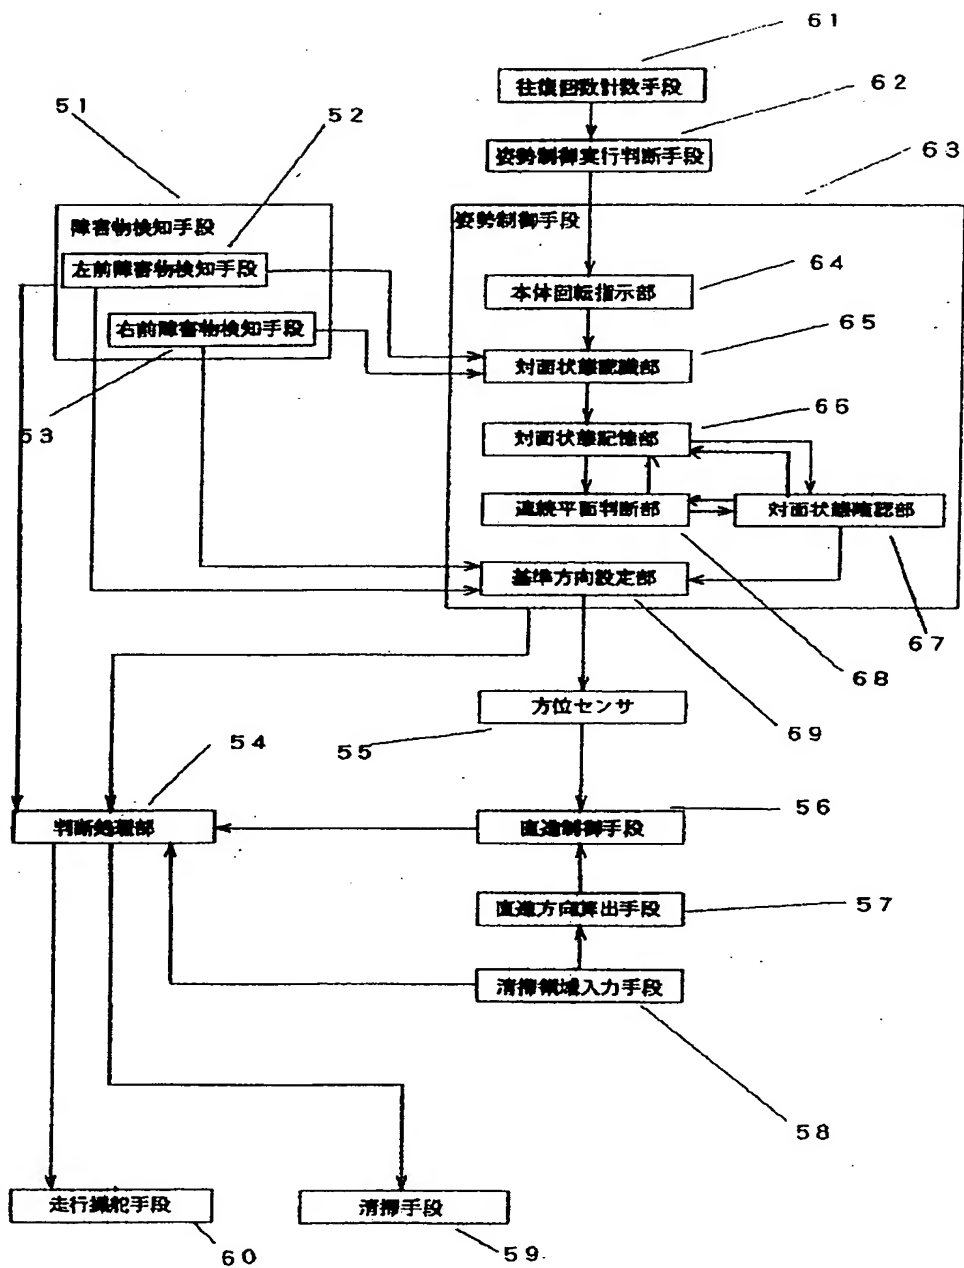 61
往復回数計数手段
62
姿勢制御実行判断手段
51
52
63
障害物検知手段
姿勢制御手段
左前障害物検知手段
64
本体回転指示部
右前障害物検知手段
65
対面状態認識部
53
66
対面状態記憶部
連続平面判断部
対面状態確認部
基準方向設定部
67
68
方位センサ
69
55
54
56
判断処理部
直進制御手段
直進方向算出手段
57
清掃領域入力手段
58
走行操舵手段
清掃手段
60
59